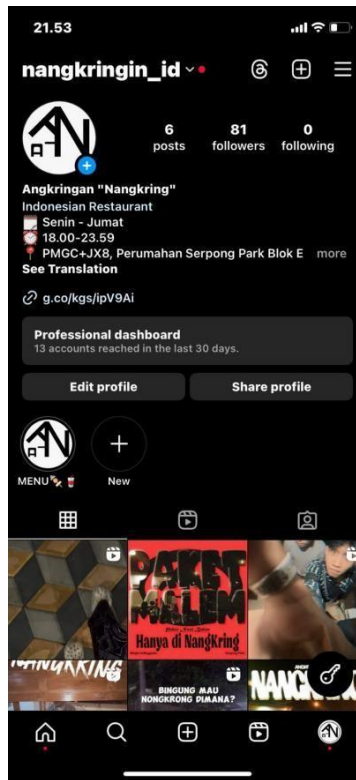 21.53
nangkringin_id
6 81 0
posts followers following
Angkringan "Nangkring"
Indonesian Restaurant
Senin - Jumat
18.00-23.59
PMGC+JX8, Perumahan Serpong Park Blok E more
See Translation
g.co/kgs/ipV9Ai
Professional dashboard
13 accounts reached in the last 30 days.
Edit profile Share profile
MENU New
PAKET
MALEM
Hanya di NangKring
BINGUNG MAU
NONGKRONG DIMANA?